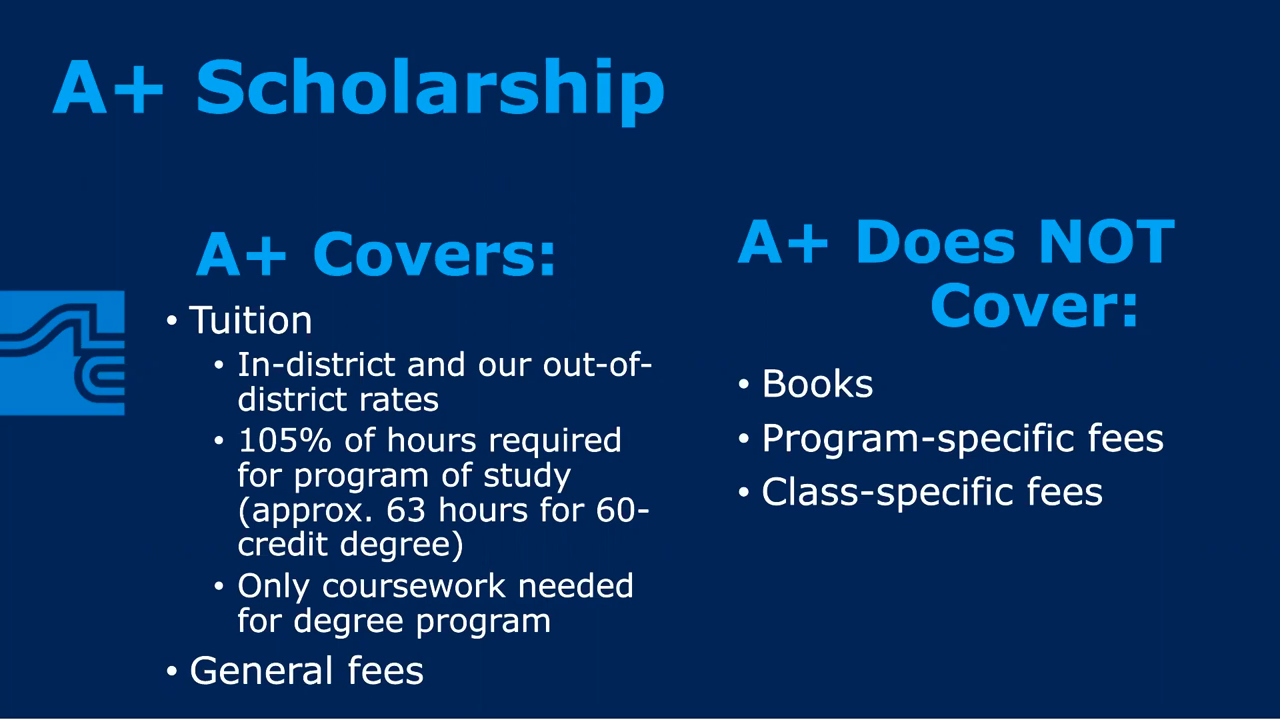 A+ Scholarship
A+ Covers:
• Tuition
• In-district and our out-of-
district rates
• 105% of hours required
for program of study
(approx. 63 hours for 60-
credit degree)
• Only coursework needed
for degree program
• General fees
A+ Does NOT
Cover:
• Books
• Program-specific fees
• Class-specific fees